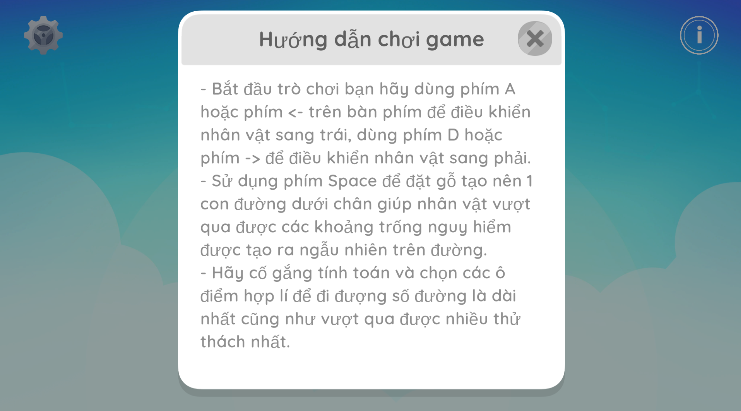 Hướng dẫn chơi game
- Bắt đầu trò chơi bạn hãy dùng phím A
hoặc phím <- trên bàn phím để điều khiển
nhân vật sang trái, dùng phím D hoặc
phím -> để điều khiển nhân vật sang phải.
- Sử dụng phím Space để đặt gỗ tạo nên 1
con đường dưới chân giúp nhân vật vượt
qua được các khoảng trống nguy hiểm
được tạo ra ngẫu nhiên trên đường.
- Hãy cố gắng tính toán và chọn các ô
điểm hợp lí để đi đượng số đường là dài
nhất cũng như vượt qua được nhiều thử
thách nhất.